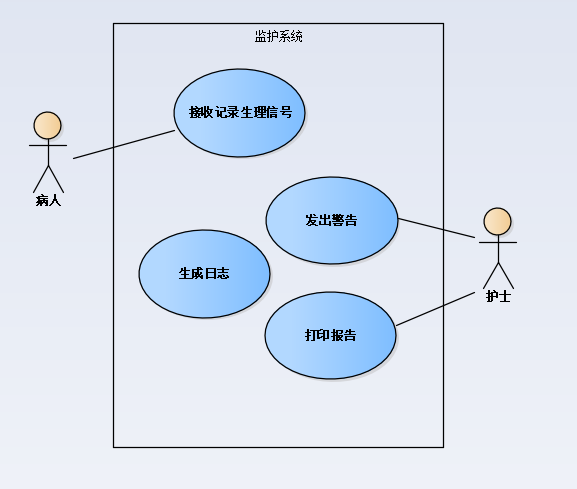 监护系统
接收记录生理信号
病人
发出警告
生成日志
护士
打印报告